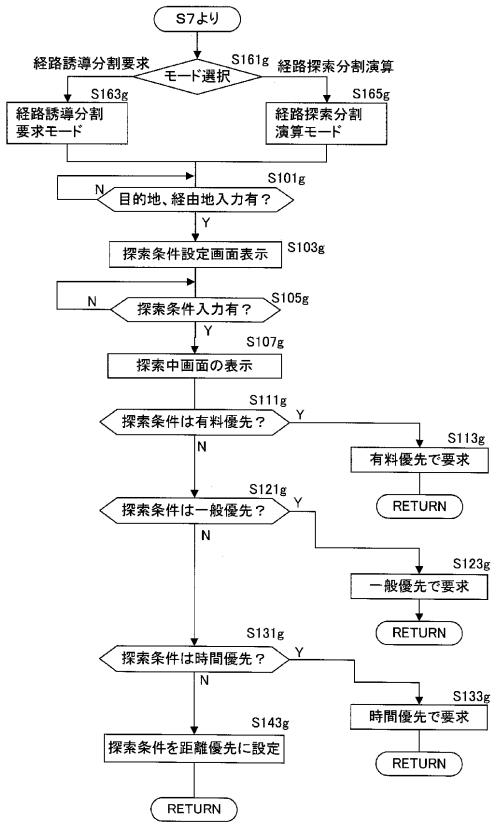 S7より
経路誘導分割要求
S161g
経路探索分割演算
モード選択
S163g
S165g
経路誘導分割
要求モード
経路探索分割
演算モード
S101g
N
目的地、経由地入力有？
Y
S103g
探索条件設定画面表示
S105g
N
探索条件入力有？
Y
S107g
探索中画面の表示
S111g
探索条件は有料優先？
Y
N
S113g
有料優先で要求
RETURN
S121g
探索条件は一般優先？
Y
N
S123g
一般優先で要求
RETURN
S131g
探索条件は時間優先？
Y
N
S133g
時間優先で要求
RETURN
S143g
探索条件を距離優先に設定
RETURN